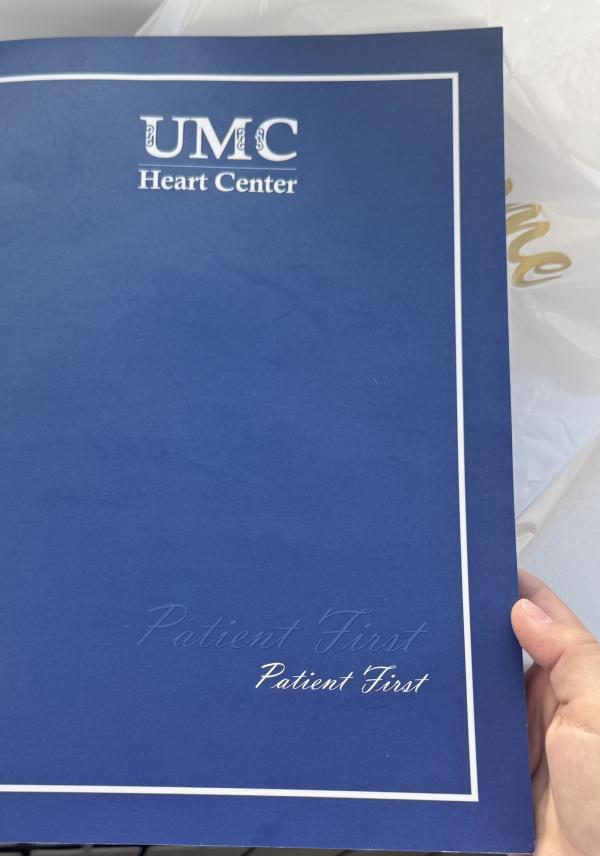 UMC
Heart Center
Patient First
Patient First